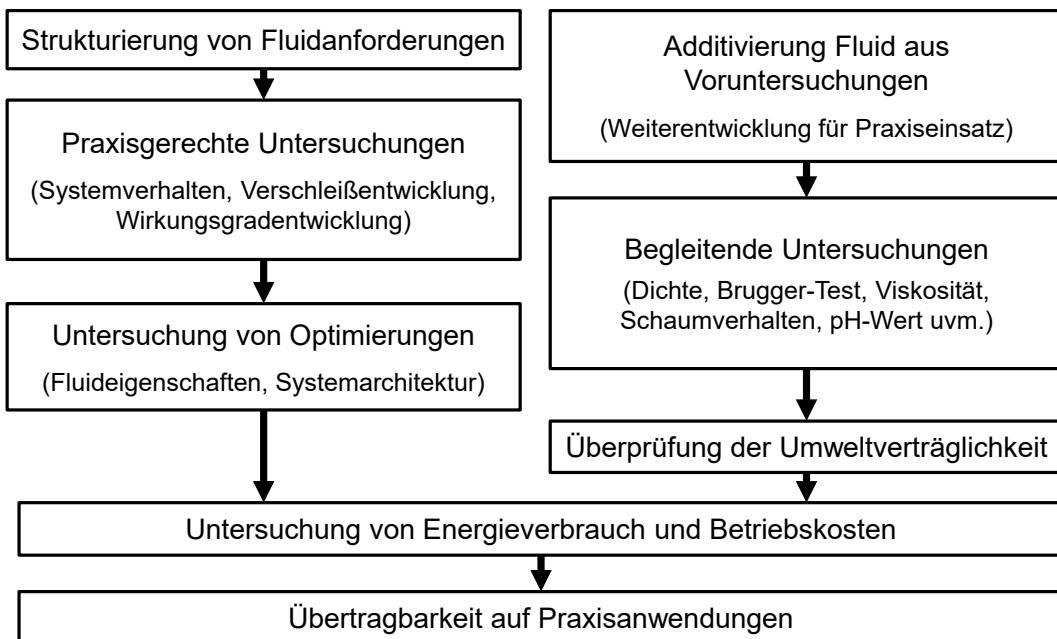 Strukturierung von Fluidanforderungen
Praxisgerechte Untersuchungen
(Systemverhalten, Verschleißentwicklung,
Wirkungsgradentwicklung)
Untersuchung von Optimierungen
(Fluideigenschaften, Systemarchitektur)
Additivierung Fluid aus
Voruntersuchungen
(Weiterentwicklung für Praxiseinsatz)
Begleitende Untersuchungen
(Dichte, Brugger-Test, Viskosität,
Schaumverhalten, pH-Wert uvm.)
Überprüfung der Umweltverträglichkeit
Untersuchung von Energieverbrauch und Betriebskosten
Übertragbarkeit auf Praxisanwendungen